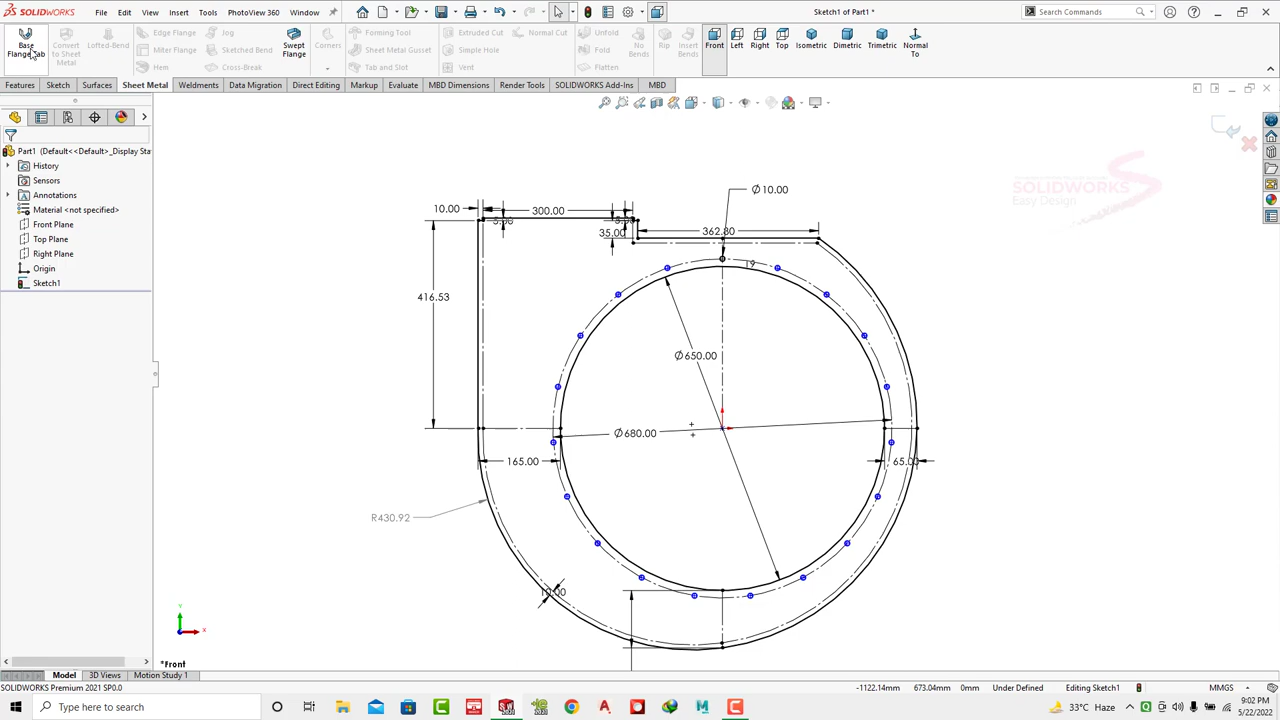 SOLIDWORKS File Edit View Insert Tools PhotoView 360 Window Sketch1 of Part1 * Search Commands
Base Flange/Tab
Convert to Sheet Metal
Lofted-Bend
Edge Flange
Miter Flange
Hem
Jog
Sketched Bend
Cross-Break
Swept Flange
Corners
Forming Tool
Sheet Metal Gusset
Tab and Slot
Extruded Cut
Simple Hole
Vent
Normal Cut
Unfold
Fold
Flatten
No Bends
Rip
Insert Bends
Front
Left
Right
Top
Isometric
Dimetric
Trimetric
Normal To
Features Sketch Surfaces Sheet Metal Weldments Data Migration Direct Editing Markup Evaluate MBD Dimensions Render Tools SOLIDWORKS Add-Ins MBD
Part1 (Default<<Default>_Display Sta
History
Sensors
Annotations
Material <not specified>
Front Plane
Top Plane
Right Plane
Origin
Sketch1
SOLIDWORKS
Easy Design
Ø10.00
10.00
300.00
35.00
362.80
19
416.53
Ø650.00
Ø680.00
165.00
65.00
R430.92
10.00
Y
X
*Front
Model 3D Views Motion Study 1
SOLIDWORKS Premium 2021 SP0.0 -1122.14mm 673.04mm 0mm Under Defined Editing Sketch1 MMGS
Type here to search
33°C Haze
9:02 PM
5/22/2022